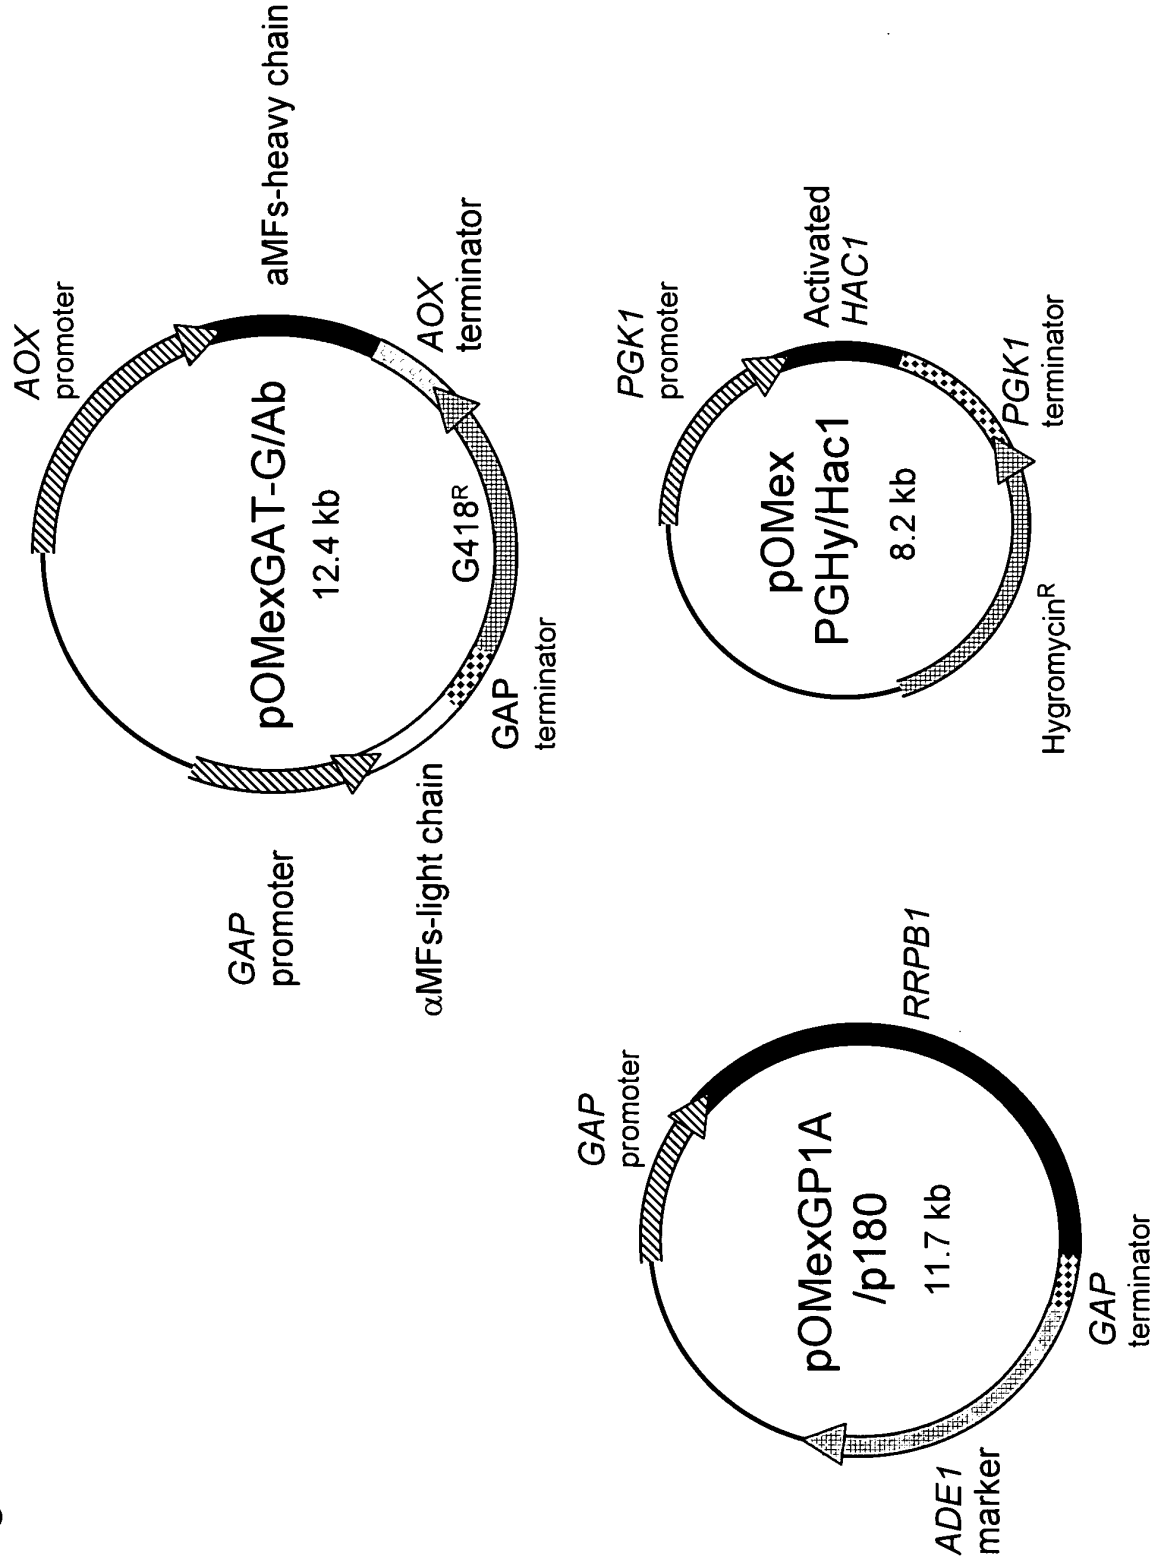 AOX
promoter
aMFs-heavy chain
AOX
terminator
pOMexGAT-G/Ab
12.4 kb
G418R
GAP
terminator
αMFs-light chain
GAP
promoter
PGK1
promoter
Activated
HAC1
PGK1
terminator
pOMex
PGHy/Hac1
8.2 kb
HygromycinR
GAP
promoter
RRPB1
pOMexGP1A
/p180
11.7 kb
GAP
terminator
ADE1
marker